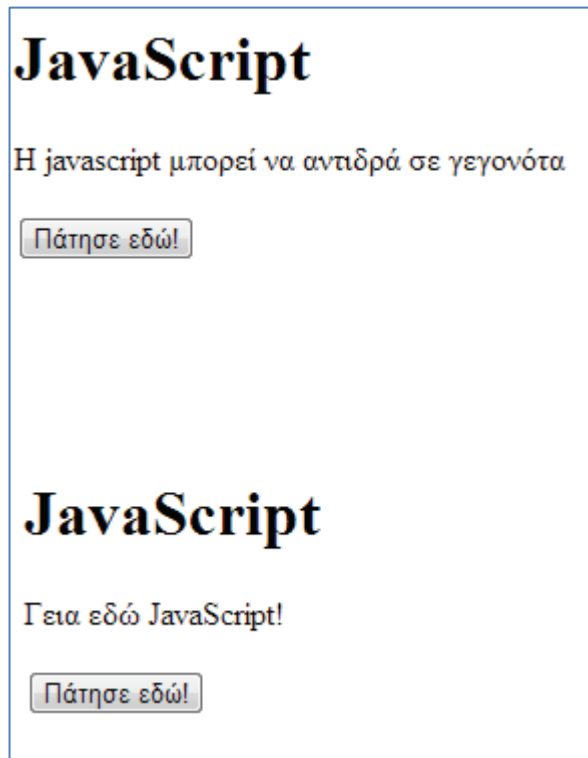 JavaScript
Η javascript μπορεί να αντιδρά σε γεγονότα
Πάτησε εδώ!
JavaScript
Γεια εδώ JavaScript!
Πάτησε εδώ!